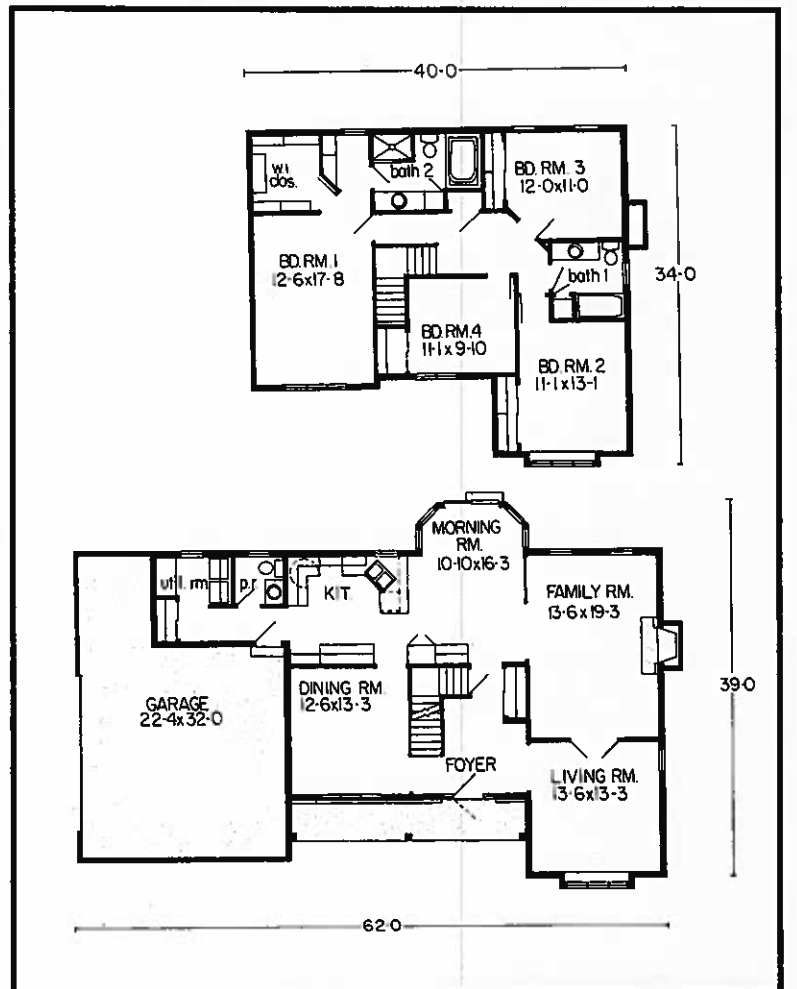 40-0
w.i.
clos.
bath 2
BD. RM. 3
12-0x11-0
BD. RM. 1
12-6x17-8
bath 1
34-0
BD. RM. 4
11-1x9-10
BD. RM. 2
11-1x13-1
MORNING
RM.
10-10x16-3
util. rm
p.r.
KIT.
FAMILY RM.
13-6x19-3
39-0
GARAGE
22-4x32-0
DINING RM.
12-6x13-3
FOYER
LIVING RM.
13-6x13-3
62-0